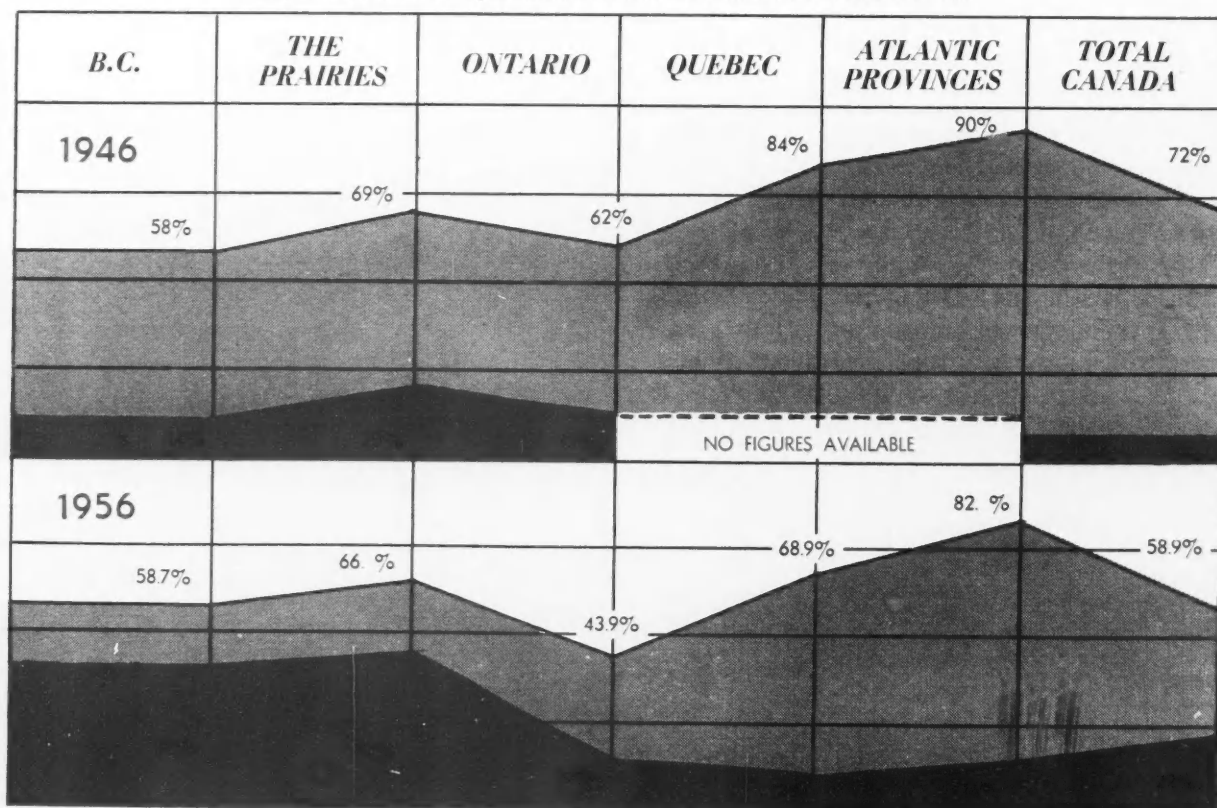 B.C.
THE
PRAIRIES
ONTARIO
QUEBEC
ATLANTIC
PROVINCES
TOTAL
CANADA
1946
58%
69%
62%
84%
90%
72%
NO FIGURES AVAILABLE
1956
58.7%
66. %
43.9%
68.9%
82. %
58.9%